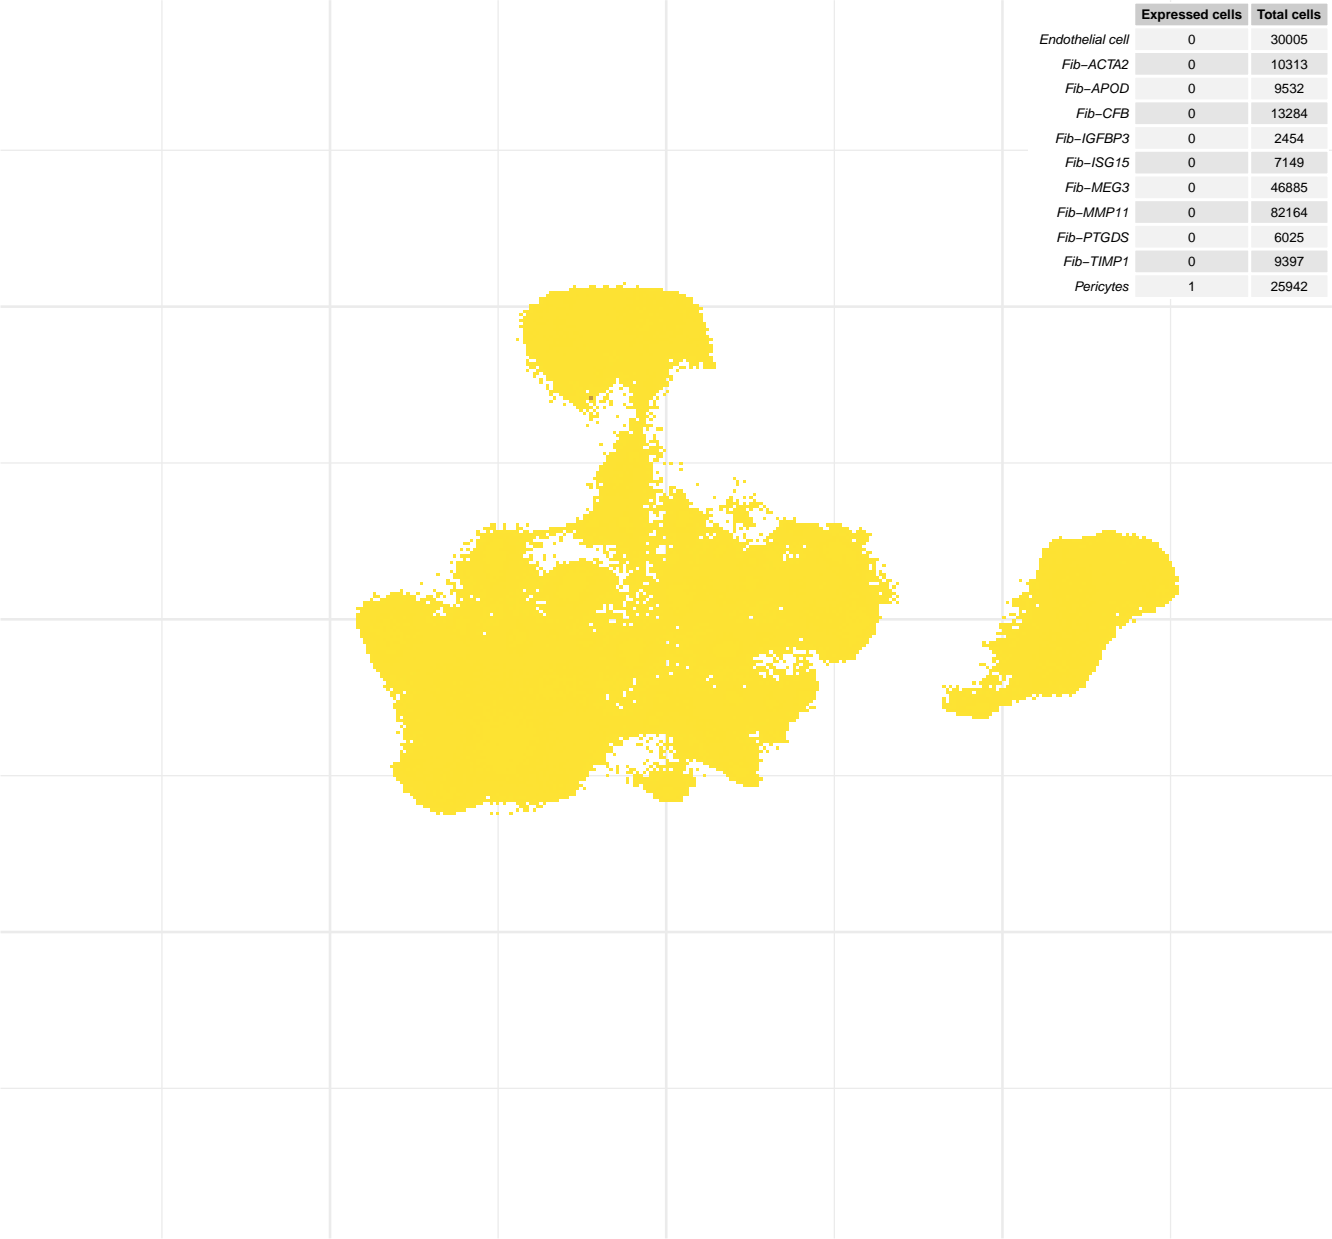 Expressed cells Total cells
Endothelial cell 0 30005
Fib−ACTA2 0 10313
Fib−APOD 0 9532
Fib−CFB 0 13284
Fib−IGFBP3 0 2454
Fib−ISG15 0 7149
Fib−MEG3 0 46885
Fib−MMP11 0 82164
Fib−PTGDS 0 6025
Fib−TIMP1 0 9397
Pericytes 1 25942